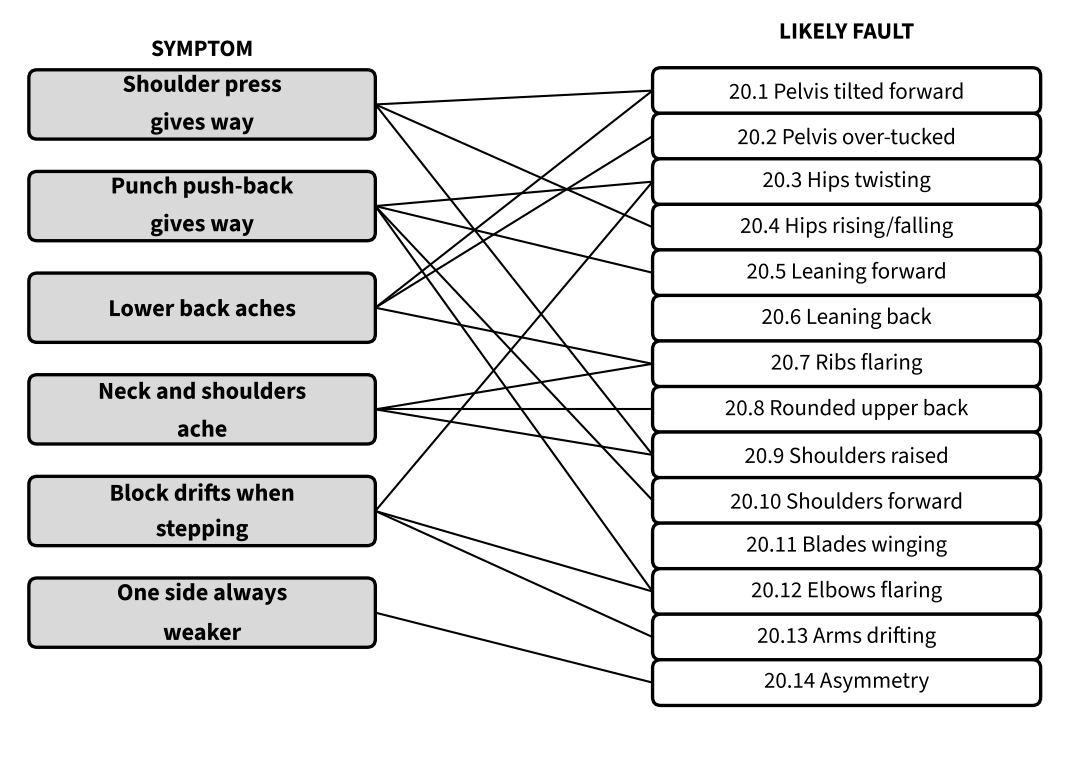 SYMPTOM
Shoulder press
gives way
Punch push-back
gives way
Lower back aches
Neck and shoulders
ache
Block drifts when
stepping
One side always
weaker
LIKELY FAULT
20.1 Pelvis tilted forward
20.2 Pelvis over-tucked
20.3 Hips twisting
20.4 Hips rising/falling
20.5 Leaning forward
20.6 Leaning back
20.7 Ribs flaring
20.8 Rounded upper back
20.9 Shoulders raised
20.10 Shoulders forward
20.11 Blades winging
20.12 Elbows flaring
20.13 Arms drifting
20.14 Asymmetry